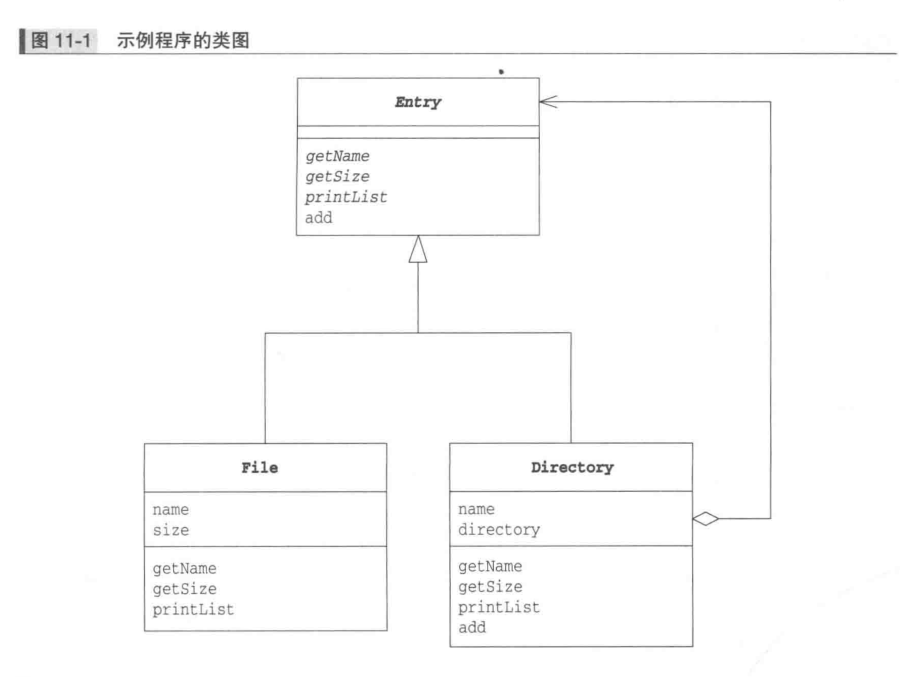 图 11-1 示例程序的类图
Entry
getName
getSize
printList
add
File
name
size
getName
getSize
printList
Directory
name
directory
getName
getSize
printList
add